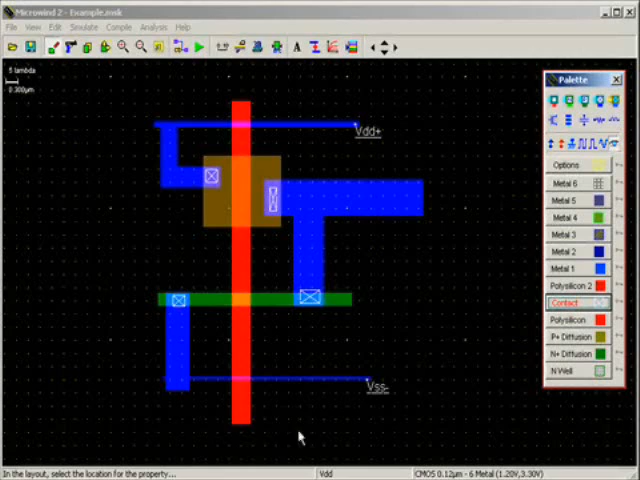 Microwind 2 - Example.msk
File View Edit Simulate Compile Analysis Help
5 lambda
0.300µm
Vdd+
Vss-
Palette
Options
Metal 6
Metal 5
Metal 4
Metal 3
Metal 2
Metal 1
Polysilicon 2
Contact
Polysilicon
P+ Diffusion
N+ Diffusion
N Well
In the layout, select the location for the property...
Vdd
CMOS 0.12µm - 6 Metal (1.20V,3.30V)